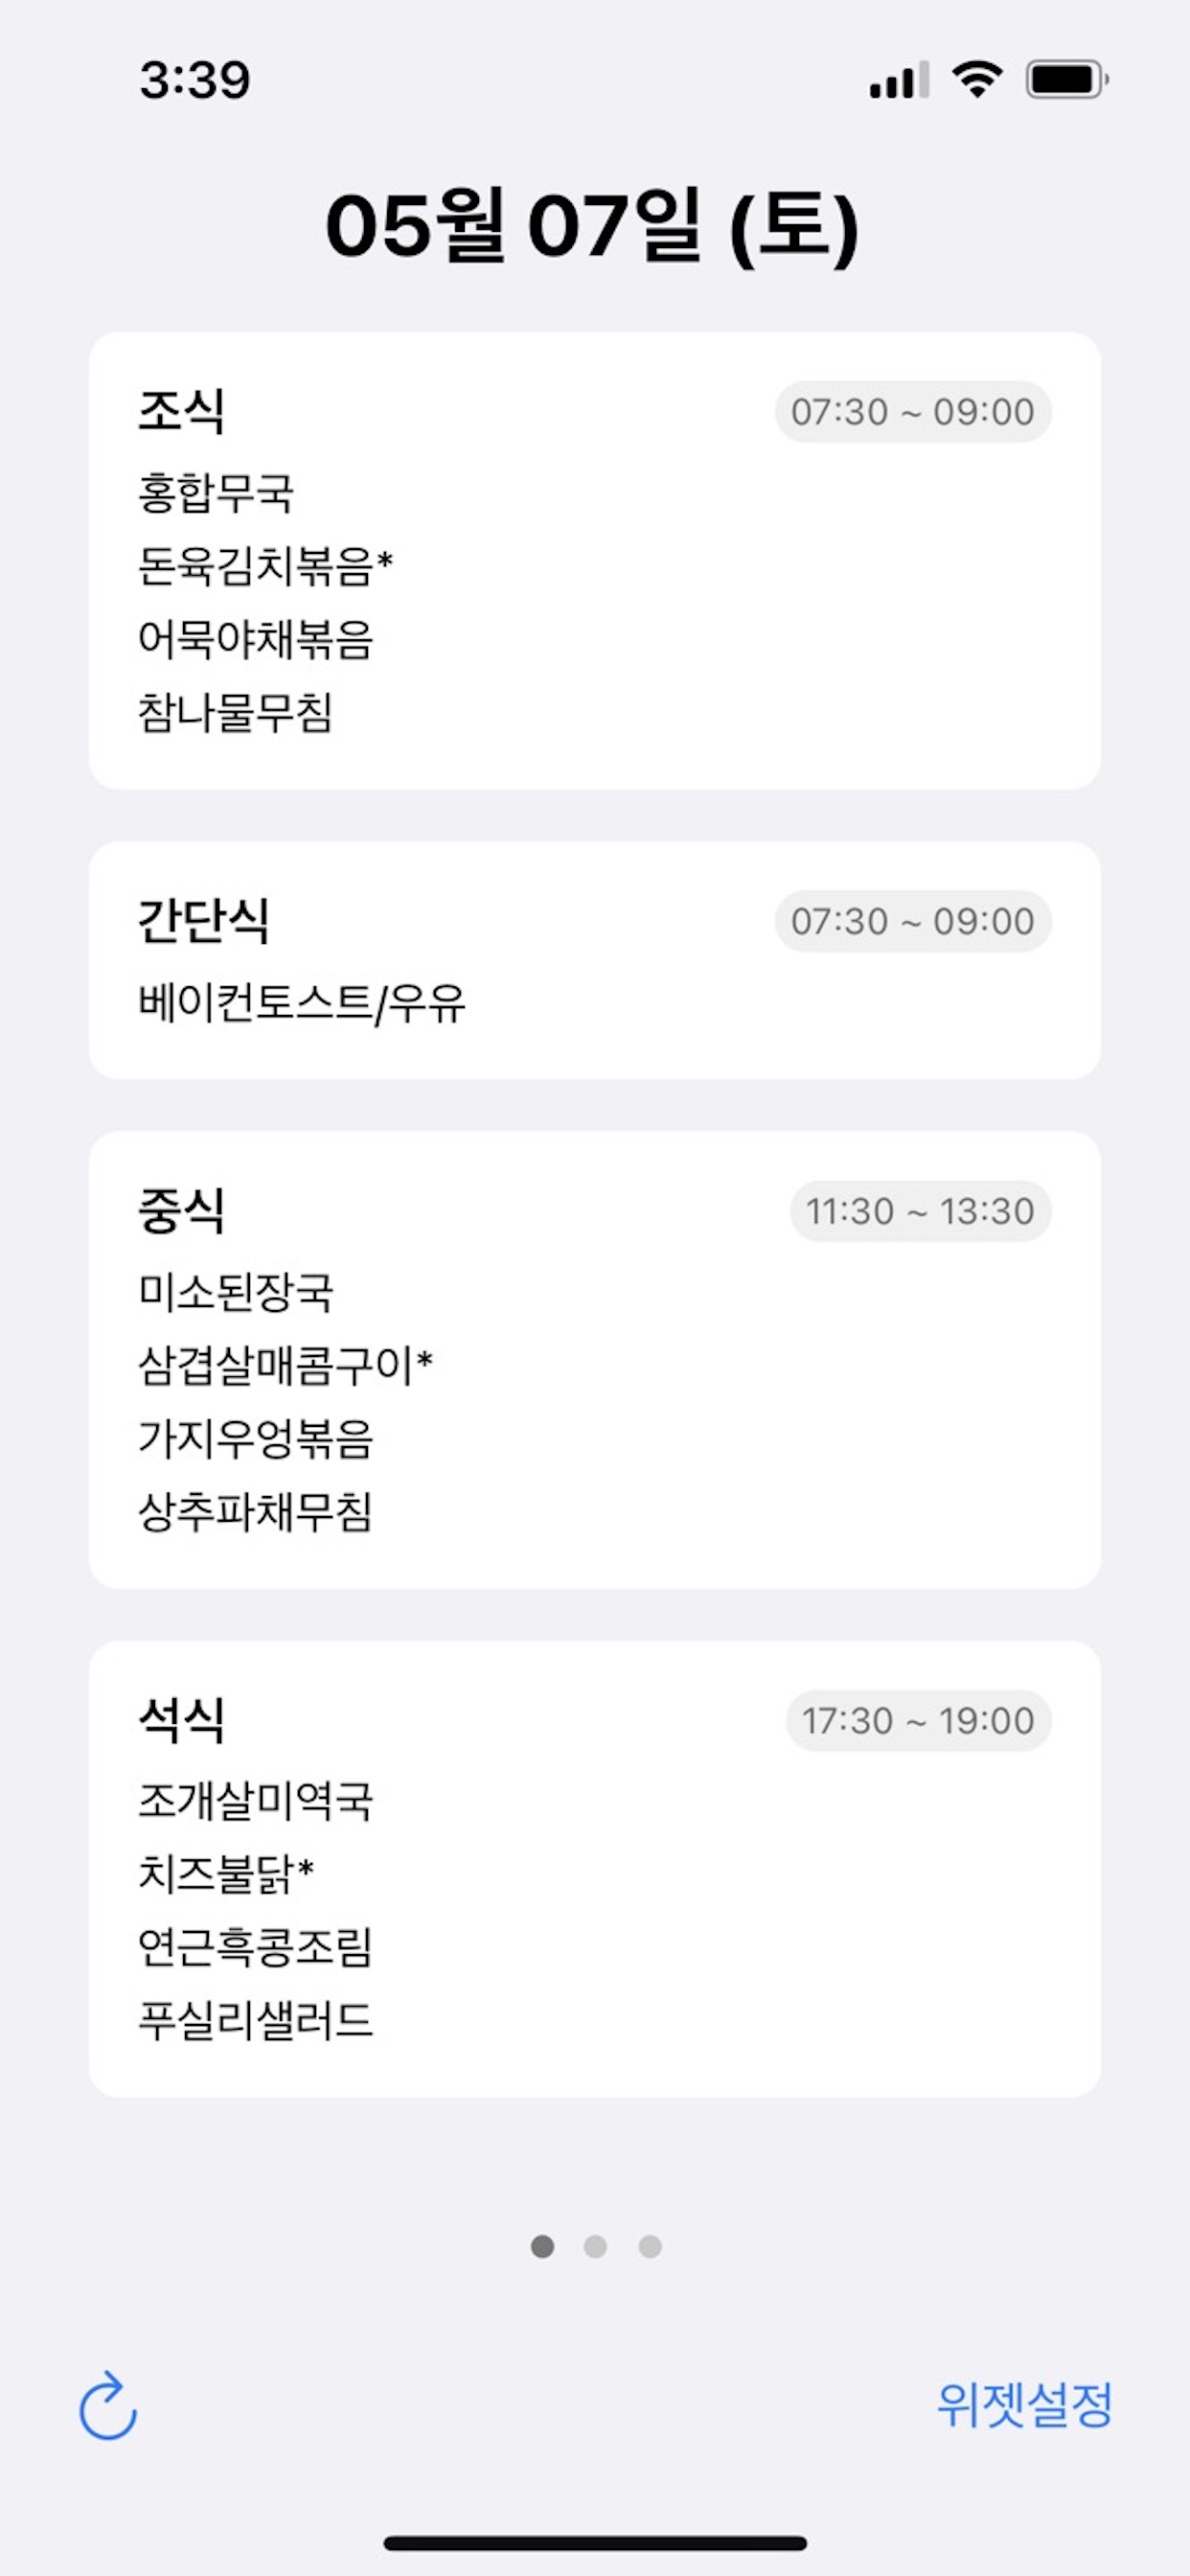 3:39
05월 07일 (토)
조식 07:30 ~ 09:00
홍합무국
돈육김치볶음*
어묵야채볶음
참나물무침
간단식 07:30 ~ 09:00
베이컨토스트/우유
중식 11:30 ~ 13:30
미소된장국
삼겹살매콤구이*
가지우엉볶음
상추파채무침
석식 17:30 ~ 19:00
조개살미역국
치즈불닭*
연근흑콩조림
푸실리샐러드
위젯설정